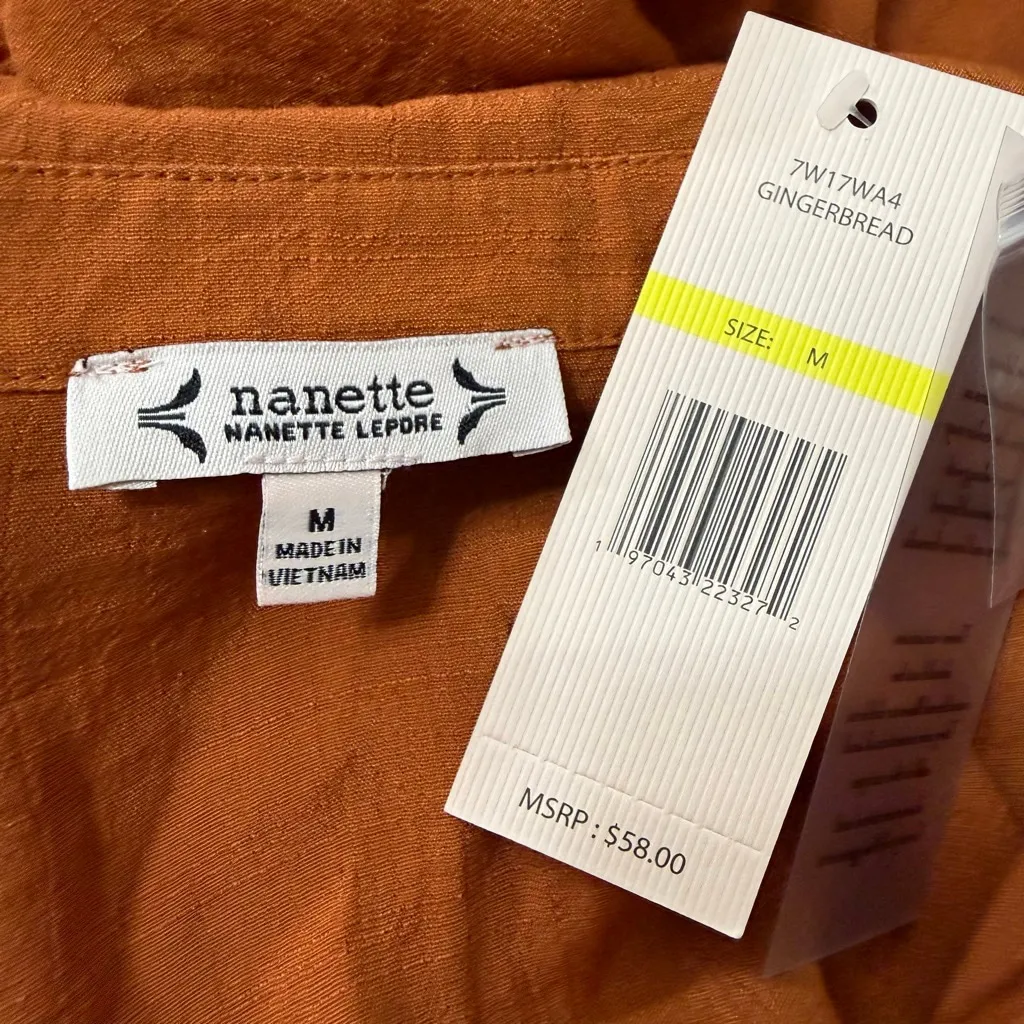 nanette
NANETTE LEPORE
M
MADE IN
VIETNAM
7W17WA4
GINGERBREAD
SIZE: M
1 97043 22327 2
MSRP : $58.00